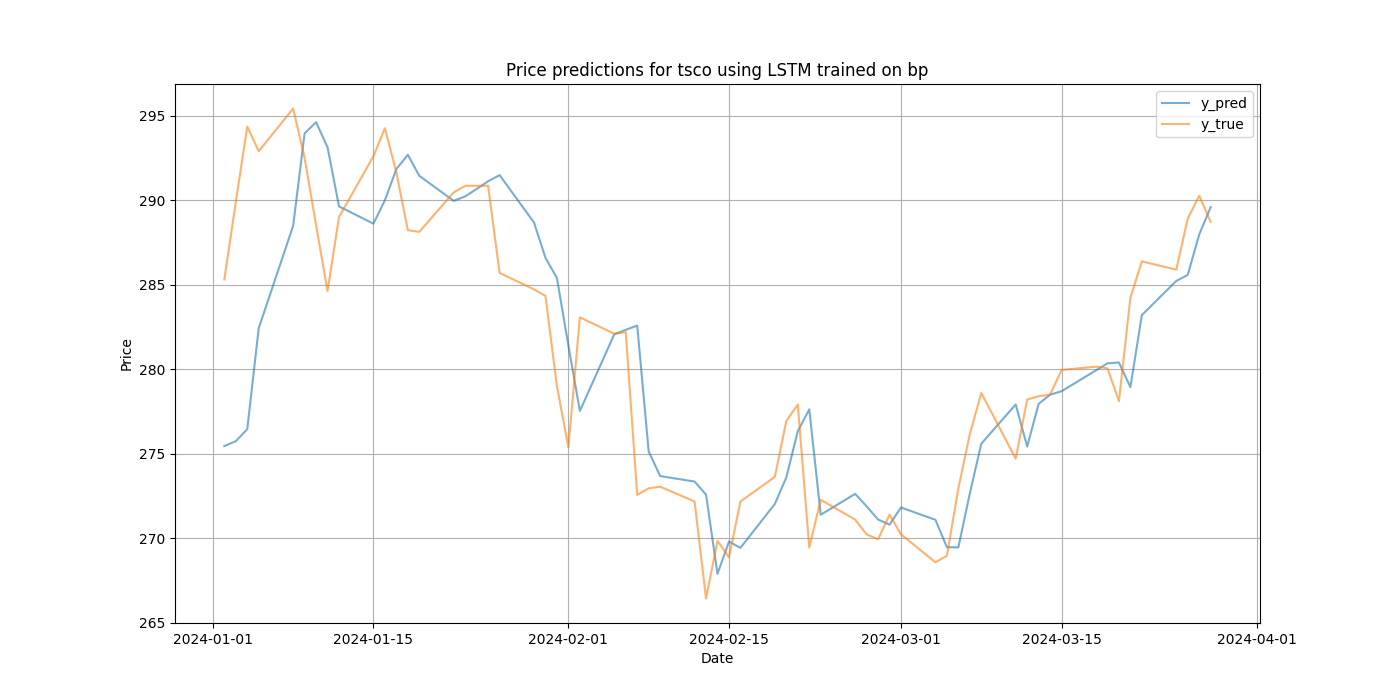 Price predictions for tsco using LSTM trained on bp
y_pred
y_true
295
290
285
280
275
270
265
Price
2024-01-01
2024-01-15
2024-02-01
2024-02-15
2024-03-01
2024-03-15
2024-04-01
Date